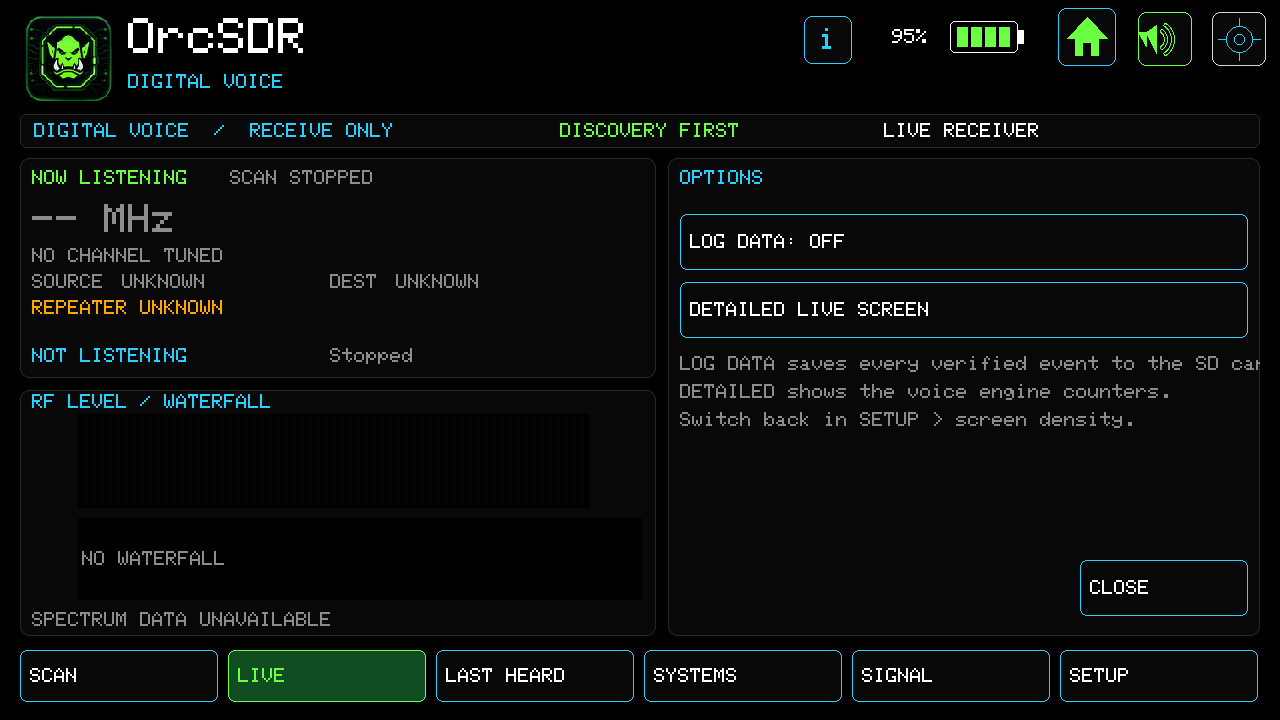 OrcSDR
DIGITAL VOICE
i
95%
DIGITAL VOICE / RECEIVE ONLY
DISCOVERY FIRST
LIVE RECEIVER
NOW LISTENING SCAN STOPPED
-- MHz
NO CHANNEL TUNED
SOURCE UNKNOWN DEST UNKNOWN
REPEATER UNKNOWN
NOT LISTENING Stopped
RF LEVEL / WATERFALL
NO WATERFALL
SPECTRUM DATA UNAVAILABLE
OPTIONS
LOG DATA: OFF
DETAILED LIVE SCREEN
LOG DATA saves every verified event to the SD car
DETAILED shows the voice engine counters.
Switch back in SETUP > screen density.
CLOSE
SCAN
LIVE
LAST HEARD
SYSTEMS
SIGNAL
SETUP